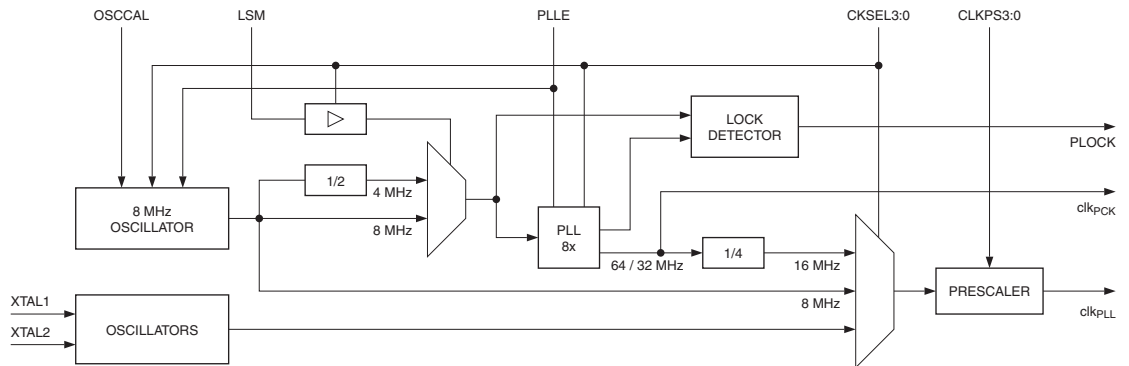 OSCCAL
LSM
PLLE
CKSEL3:0
CLKPS3:0
LOCK
DETECTOR
PLOCK
1/2
4 MHz
8 MHz
OSCILLATOR
8 MHz
PLL
8x
clkPCK
64 / 32 MHz
1/4
16 MHz
8 MHz
PRESCALER
clkPLL
XTAL1
XTAL2
OSCILLATORS